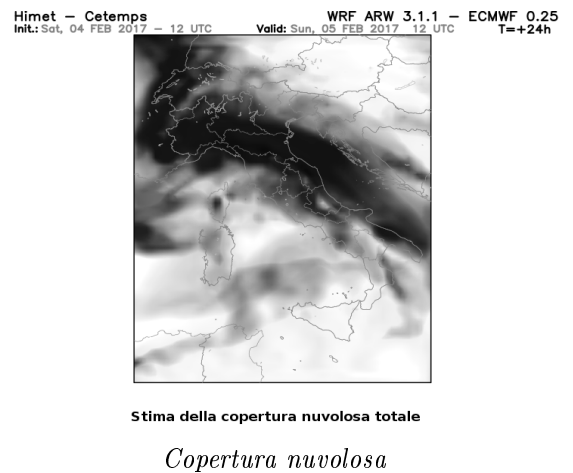 Himet – Cetemps WRF ARW 3.1.1 – ECMWF 0.25
Init.: Sat, 04 FEB 2017 – 12 UTC Valid: Sun, 05 FEB 2017 12 UTC T=+24h
Stima della copertura nuvolosa totale
Copertura nuvolosa